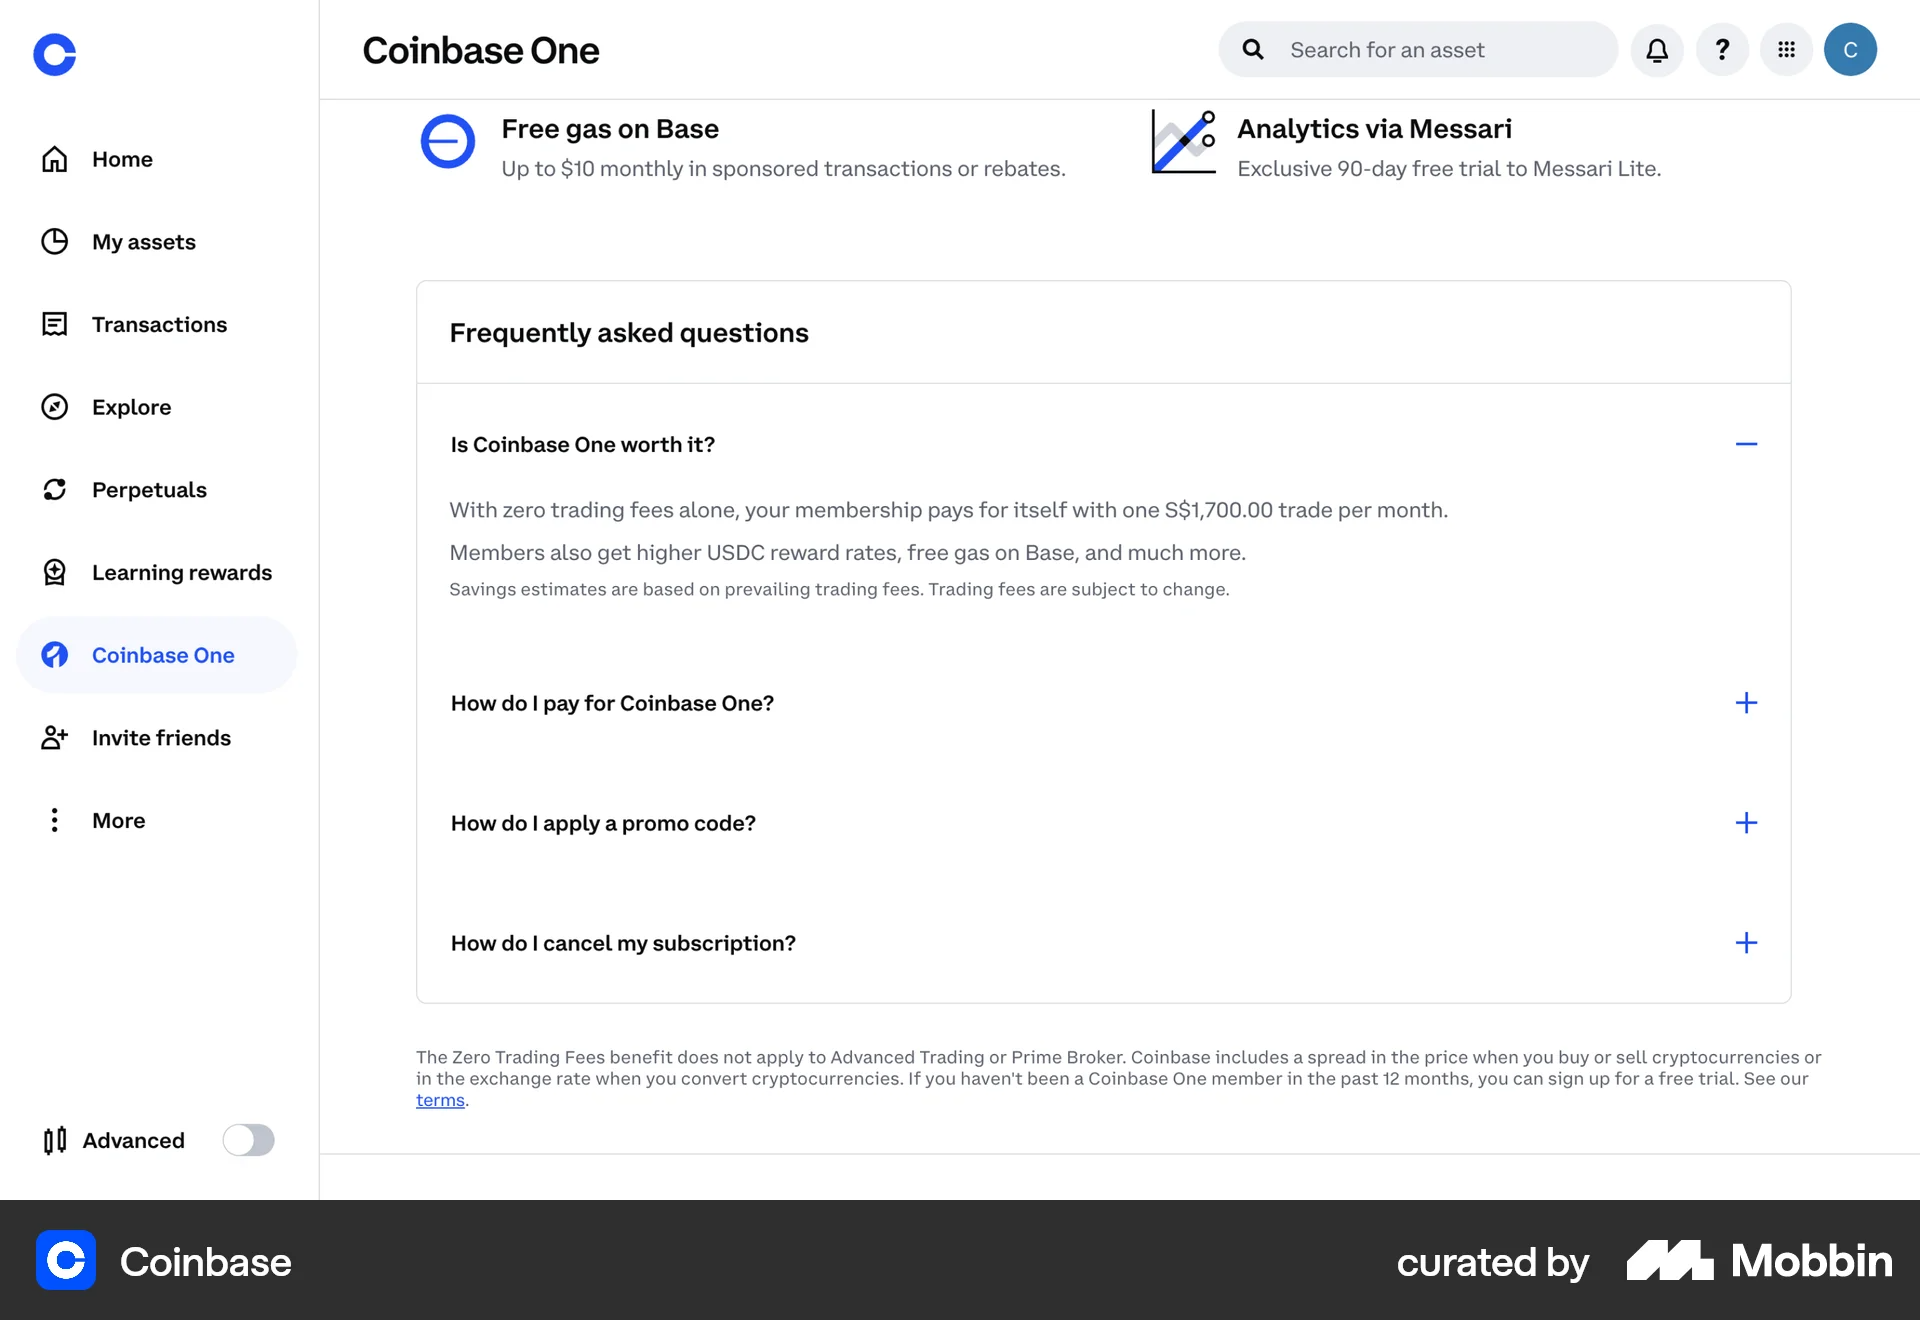 Coinbase One
Search for an asset
?
C
Home
My assets
Transactions
Explore
Perpetuals
Learning rewards
Coinbase One
Invite friends
More
Advanced
Free gas on Base
Up to $10 monthly in sponsored transactions or rebates.
Analytics via Messari
Exclusive 90-day free trial to Messari Lite.
Frequently asked questions
Is Coinbase One worth it?
With zero trading fees alone, your membership pays for itself with one S$1,700.00 trade per month.
Members also get higher USDC reward rates, free gas on Base, and much more.
Savings estimates are based on prevailing trading fees. Trading fees are subject to change.
How do I pay for Coinbase One?
How do I apply a promo code?
How do I cancel my subscription?
The Zero Trading Fees benefit does not apply to Advanced Trading or Prime Broker. Coinbase includes a spread in the price when you buy or sell cryptocurrencies or
in the exchange rate when you convert cryptocurrencies. If you haven't been a Coinbase One member in the past 12 months, you can sign up for a free trial. See our
terms.
Coinbase
curated by Mobbin